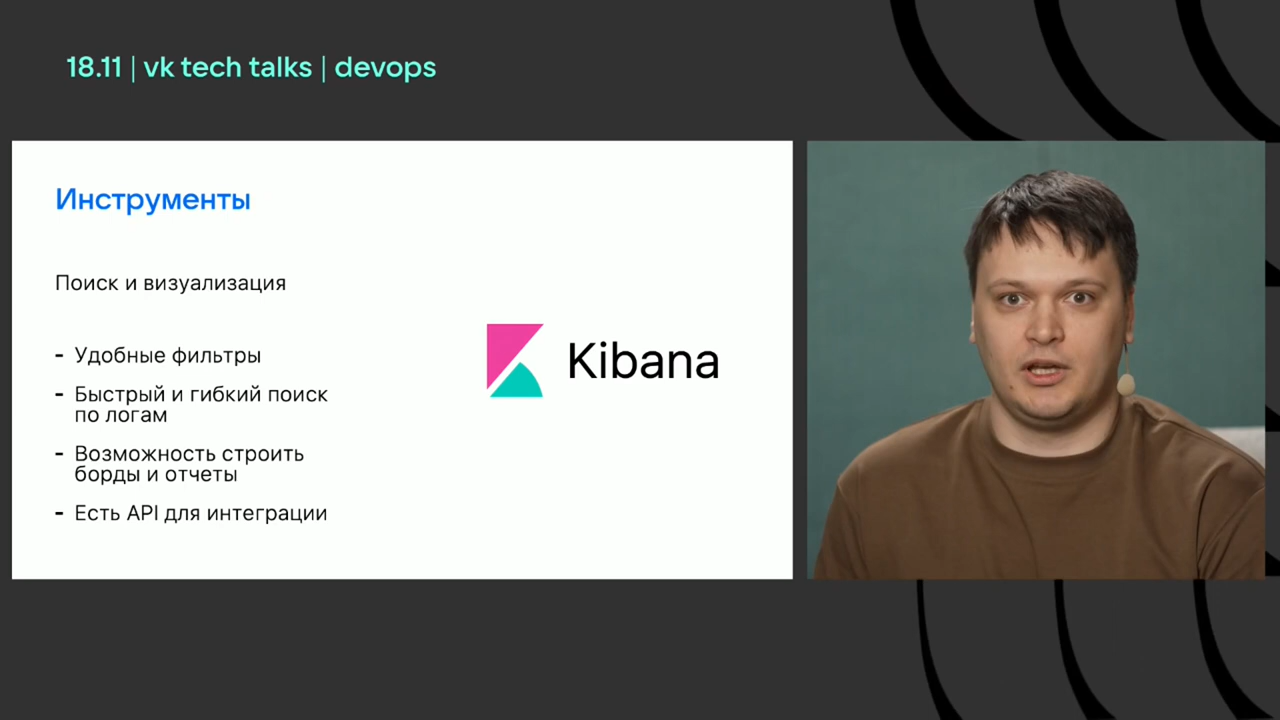 18.11 | vk tech talks | devops
Инструменты
Поиск и визуализация
- Удобные фильтры
- Быстрый и гибкий поиск
по логам
- Возможность строить
борды и отчеты
- Есть API для интеграции
Kibana